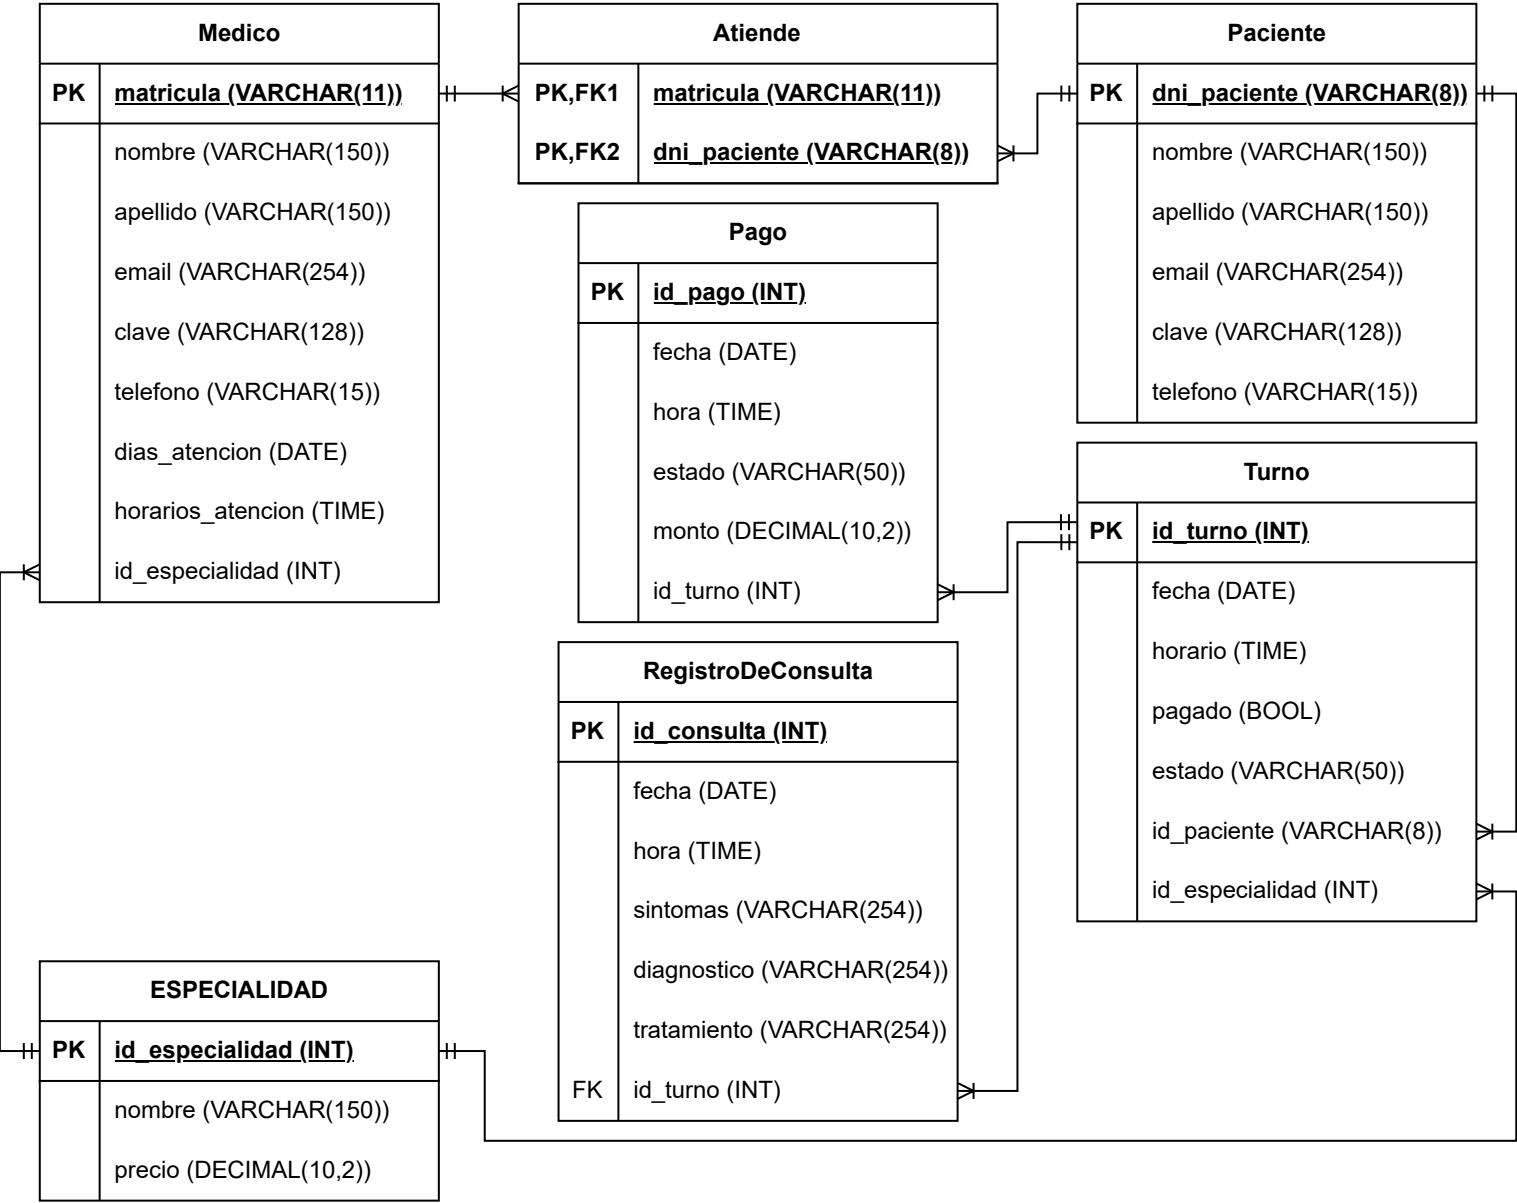 Medico
PK matricula (VARCHAR(11))
nombre (VARCHAR(150))
apellido (VARCHAR(150))
email (VARCHAR(254))
clave (VARCHAR(128))
telefono (VARCHAR(15))
dias_atencion (DATE)
horarios_atencion (TIME)
id_especialidad (INT)
Atiende
PK,FK1 matricula (VARCHAR(11))
PK,FK2 dni_paciente (VARCHAR(8))
Paciente
PK dni_paciente (VARCHAR(8))
nombre (VARCHAR(150))
apellido (VARCHAR(150))
email (VARCHAR(254))
clave (VARCHAR(128))
telefono (VARCHAR(15))
Pago
PK id_pago (INT)
fecha (DATE)
hora (TIME)
estado (VARCHAR(50))
monto (DECIMAL(10,2))
id_turno (INT)
Turno
PK id_turno (INT)
fecha (DATE)
horario (TIME)
pagado (BOOL)
estado (VARCHAR(50))
id_paciente (VARCHAR(8))
id_especialidad (INT)
RegistroDeConsulta
PK id_consulta (INT)
fecha (DATE)
hora (TIME)
sintomas (VARCHAR(254))
diagnostico (VARCHAR(254))
tratamiento (VARCHAR(254))
FK id_turno (INT)
ESPECIALIDAD
PK id_especialidad (INT)
nombre (VARCHAR(150))
precio (DECIMAL(10,2))